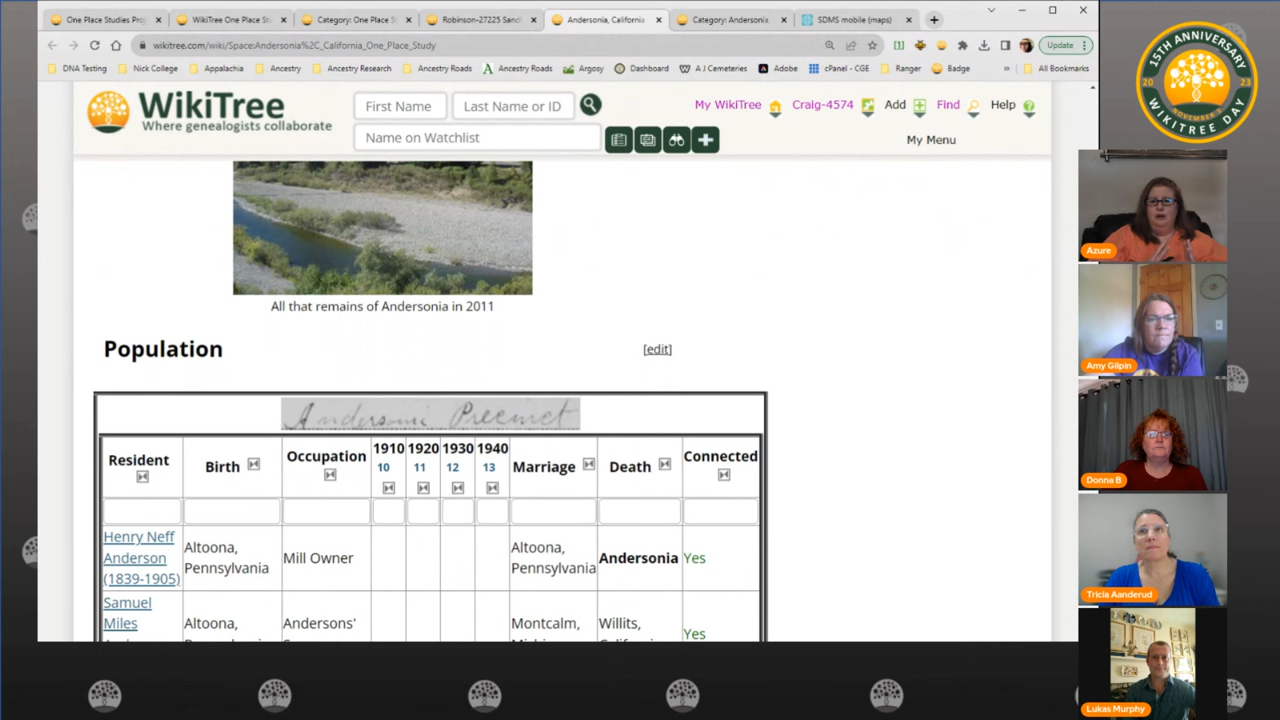 One Place Studies Proj
WikiTree One Place St
Category: One Place St
Robinson-27225 Sand
Andersonia, California
Category: Andersonia,
SDMS mobile (maps)
wikitree.com/wiki/Space:Andersonia%2C_California_One_Place_Study
Update
DNA Testing
Nick College
Appalachia
Ancestry
Ancestry Research
Ancestry Roads
Ancestry Roads
Argosy
Dashboard
A J Cemeteries
Adobe
cPanel - CGE
Ranger
Badge
»
All Bookmarks
WikiTree
Where genealogists collaborate
First Name
Last Name or ID
My WikiTree
Craig-4574
Add
Find
Help
Name on Watchlist
My Menu
All that remains of Andersonia in 2011
Population
[edit]
Precinct
Resident
Birth
Occupation
1910
10
1920
11
1930
12
1940
13
Marriage
Death
Connected
Henry Neff
Anderson
(1839-1905)
Altoona,
Pennsylvania
Mill Owner
Altoona,
Pennsylvania
Andersonia
Yes
Samuel
Miles
Altoona,
Andersons'
Montcalm,
Willits,
Yes
15TH ANNIVERSARY
2023
NOVEMBER 5
WIKITREE DAY
Azure
Amy Gilpin
Donna B
Tricia Aanderud
Lukas Murphy